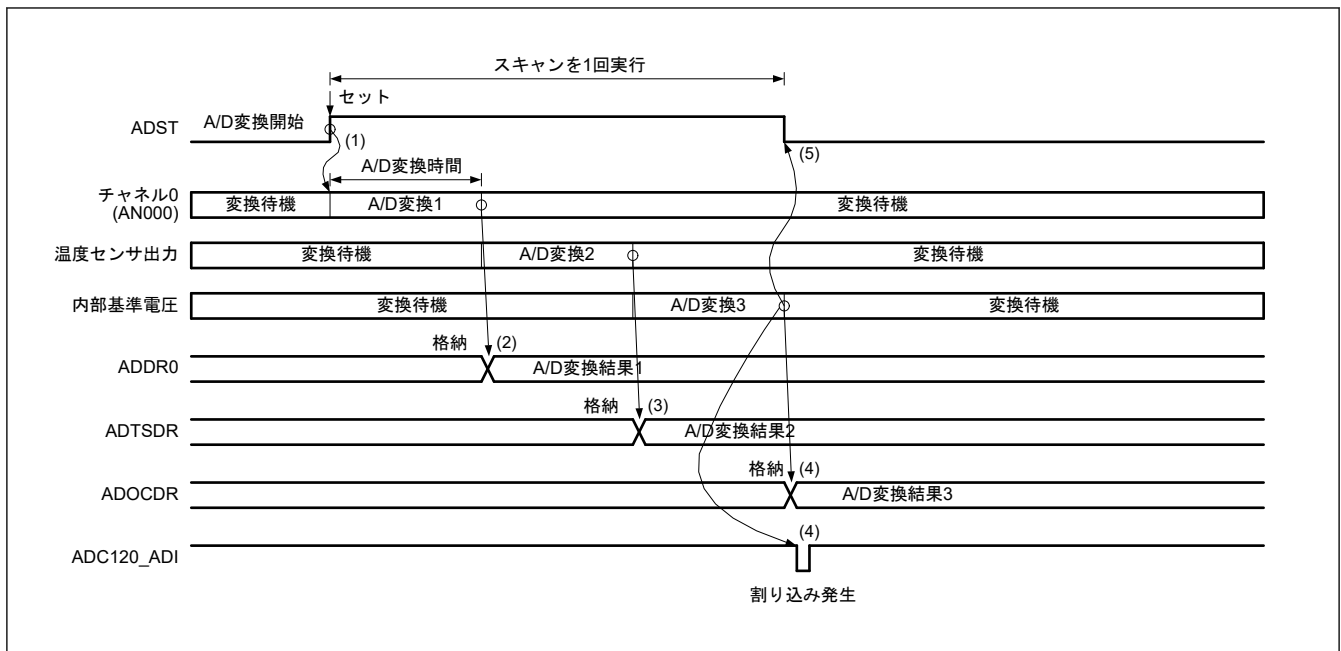 スキャンを1回実行
セット
ADST
A/D変換開始
(1)
(5)
A/D変換時間
チャネル0
(AN000)
変換待機
A/D変換1
変換待機
温度センサ出力
変換待機
A/D変換2
変換待機
内部基準電圧
変換待機
A/D変換3
変換待機
格納
(2)
ADDR0
A/D変換結果1
格納
(3)
ADTSDR
A/D変換結果2
格納
(4)
ADOCDR
A/D変換結果3
(4)
ADC120_ADI
割り込み発生